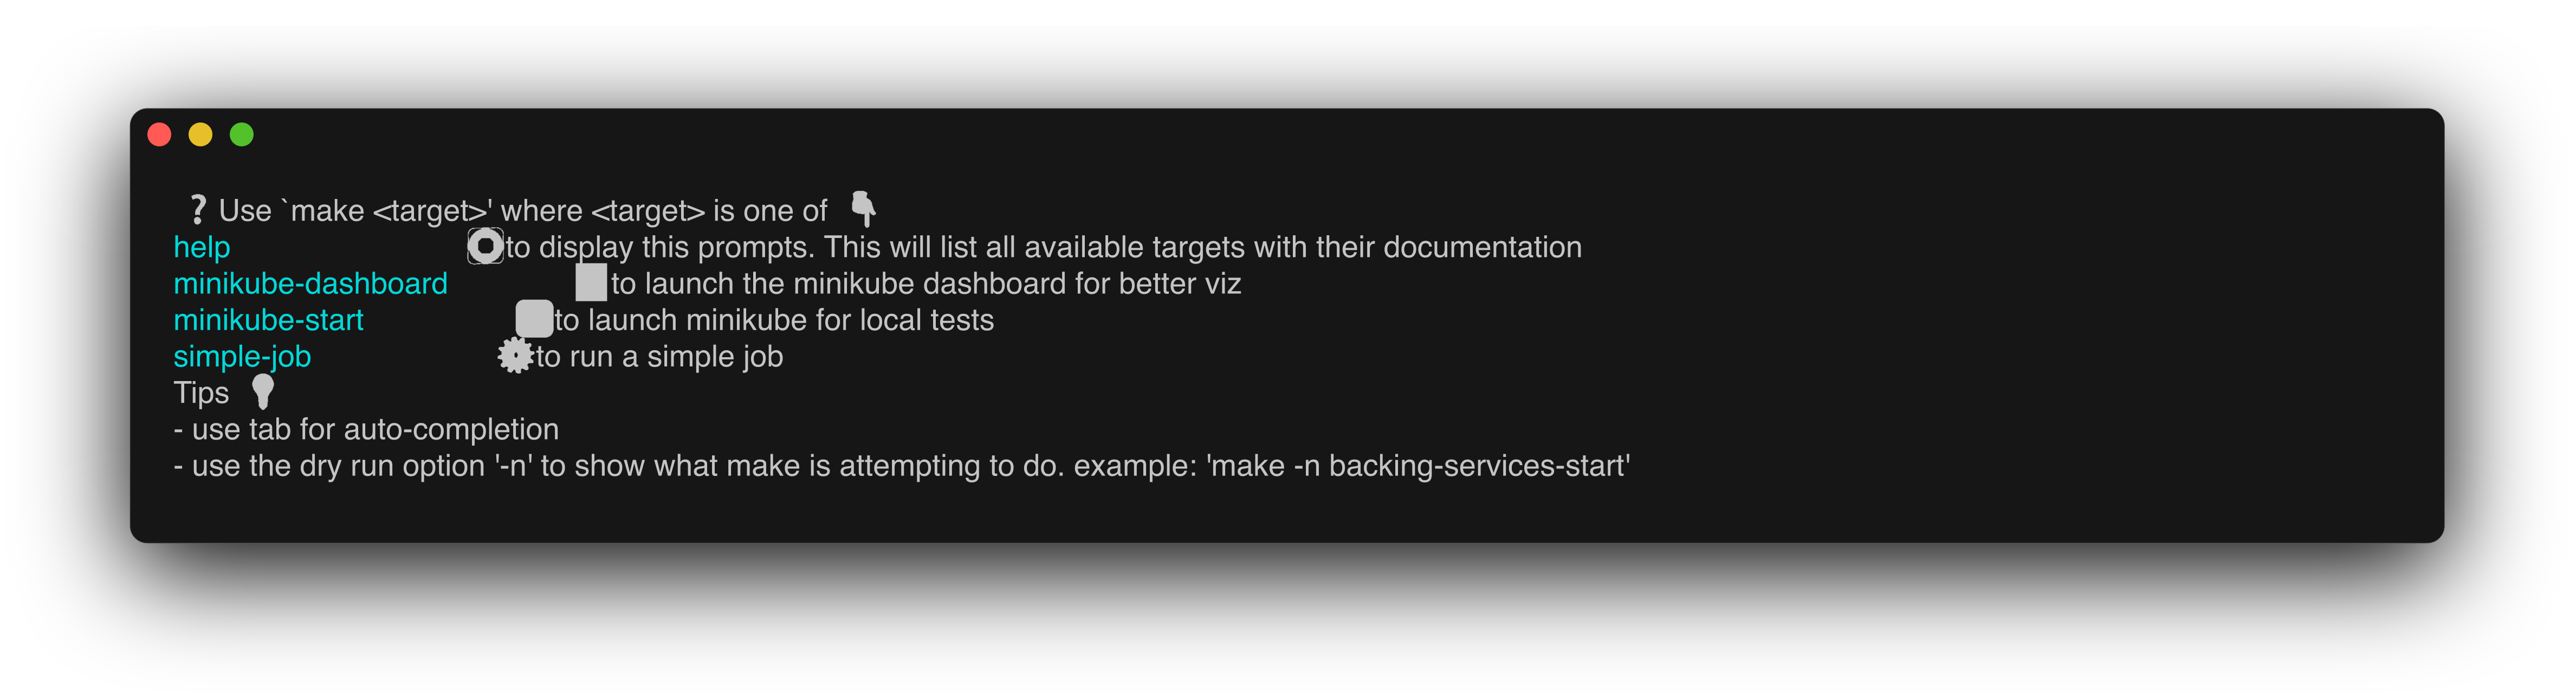 ❓ Use `make <target>' where <target> is one of 👇
help to display this prompts. This will list all available targets with their documentation
minikube-dashboard to launch the minikube dashboard for better viz
minikube-start to launch minikube for local tests
simple-job ⚙ to run a simple job
Tips 💡
- use tab for auto-completion
- use the dry run option '-n' to show what make is attempting to do. example: 'make -n backing-services-start'